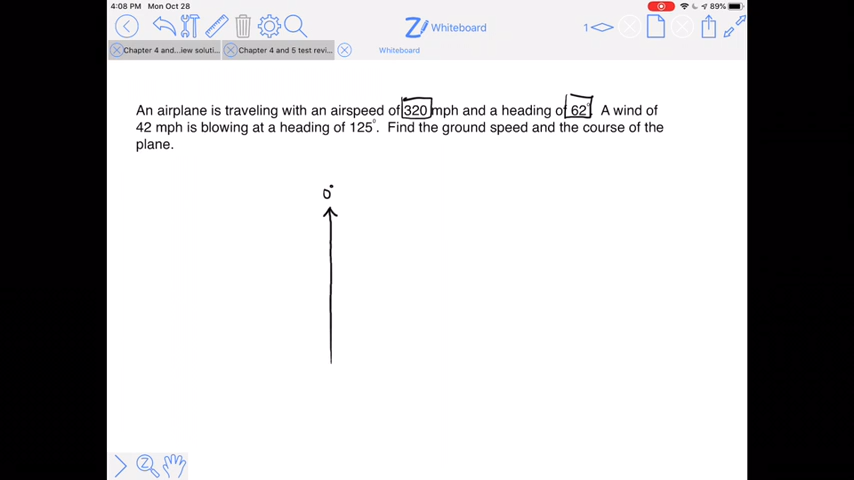 4:08 PM Mon Oct 28
89%
Z Whiteboard
1
Chapter 4 and...iew soluti...
Chapter 4 and 5 test revi...
Whiteboard
An airplane is traveling with an airspeed of 320 mph and a heading of 62°. A wind of
42 mph is blowing at a heading of 125°. Find the ground speed and the course of the
plane.
0°
Z